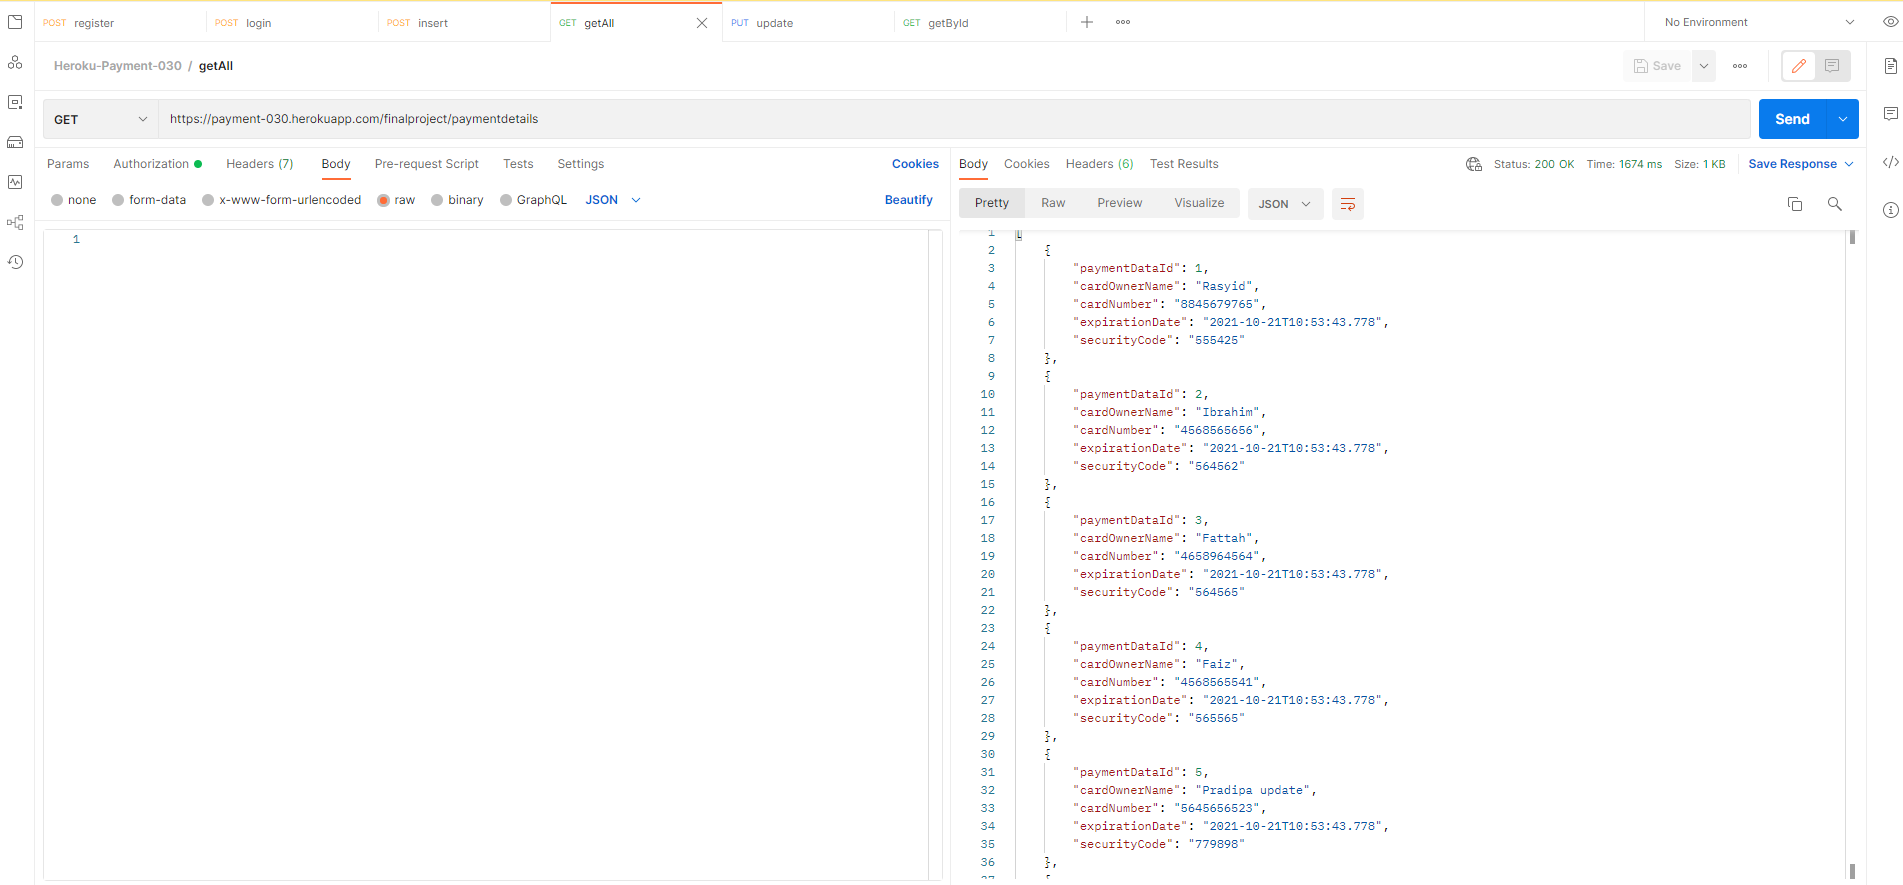 POST register POST login POST insert GET getAll PUT update GET getById No Environment
Heroku-Payment-030 / getAll Save
GET https://payment-030.herokuapp.com/finalproject/paymentdetails Send
Params Authorization Headers (7) Body Pre-request Script Tests Settings Cookies
none form-data x-www-form-urlencoded raw binary GraphQL JSON Beautify
1
Body Cookies Headers (6) Test Results Status: 200 OK Time: 1674 ms Size: 1 KB Save Response
Pretty Raw Preview Visualize JSON
1 [
2 {
3 "paymentDataId": 1,
4 "cardOwnerName": "Rasyid",
5 "cardNumber": "8845679765",
6 "expirationDate": "2021-10-21T10:53:43.778",
7 "securityCode": "555425"
8 },
9 {
10 "paymentDataId": 2,
11 "cardOwnerName": "Ibrahim",
12 "cardNumber": "4568565656",
13 "expirationDate": "2021-10-21T10:53:43.778",
14 "securityCode": "564562"
15 },
16 {
17 "paymentDataId": 3,
18 "cardOwnerName": "Fattah",
19 "cardNumber": "4658964564",
20 "expirationDate": "2021-10-21T10:53:43.778",
21 "securityCode": "564565"
22 },
23 {
24 "paymentDataId": 4,
25 "cardOwnerName": "Faiz",
26 "cardNumber": "4568565541",
27 "expirationDate": "2021-10-21T10:53:43.778",
28 "securityCode": "565565"
29 },
30 {
31 "paymentDataId": 5,
32 "cardOwnerName": "Pradipa update",
33 "cardNumber": "5645656523",
34 "expirationDate": "2021-10-21T10:53:43.778",
35 "securityCode": "779898"
36 },